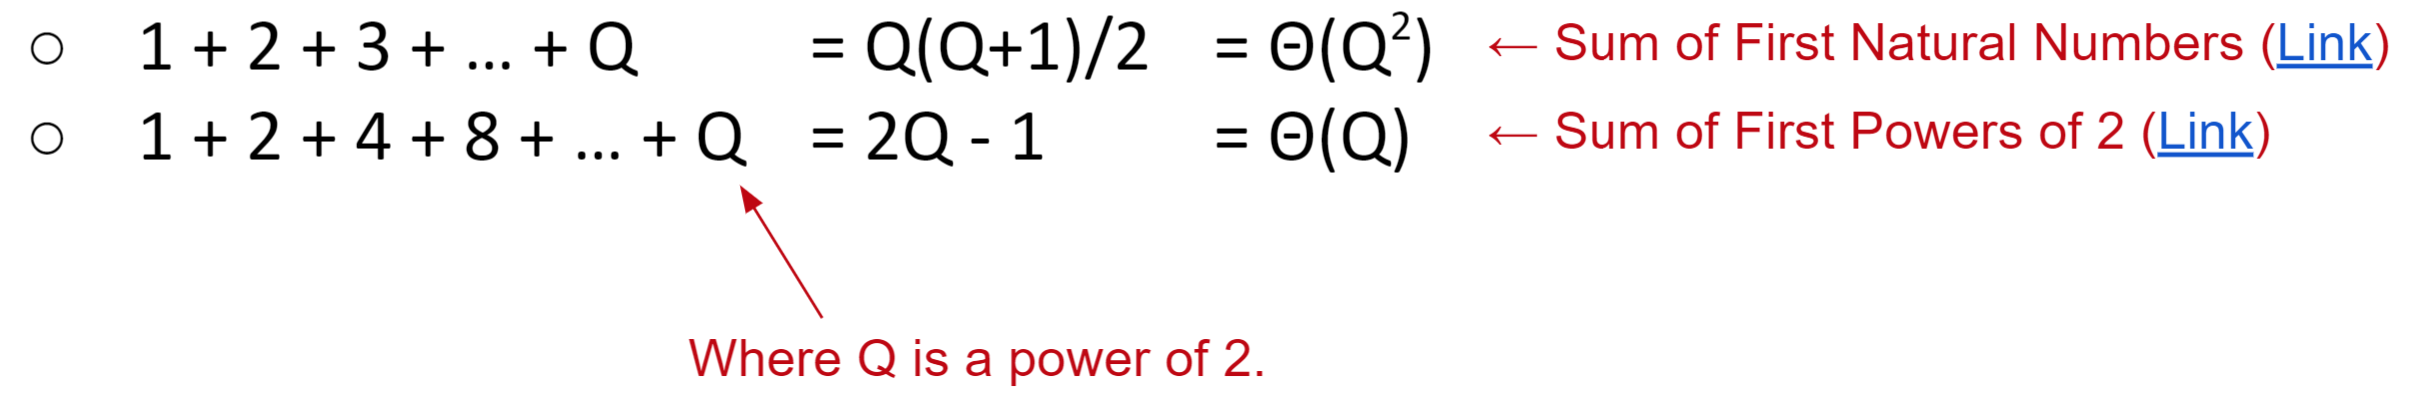 ○ 1 + 2 + 3 + ... + Q = Q(Q+1)/2 = Θ(Q²) ← Sum of First Natural Numbers (Link)
○ 1 + 2 + 4 + 8 + ... + Q = 2Q - 1 = Θ(Q) ← Sum of First Powers of 2 (Link)
Where Q is a power of 2.